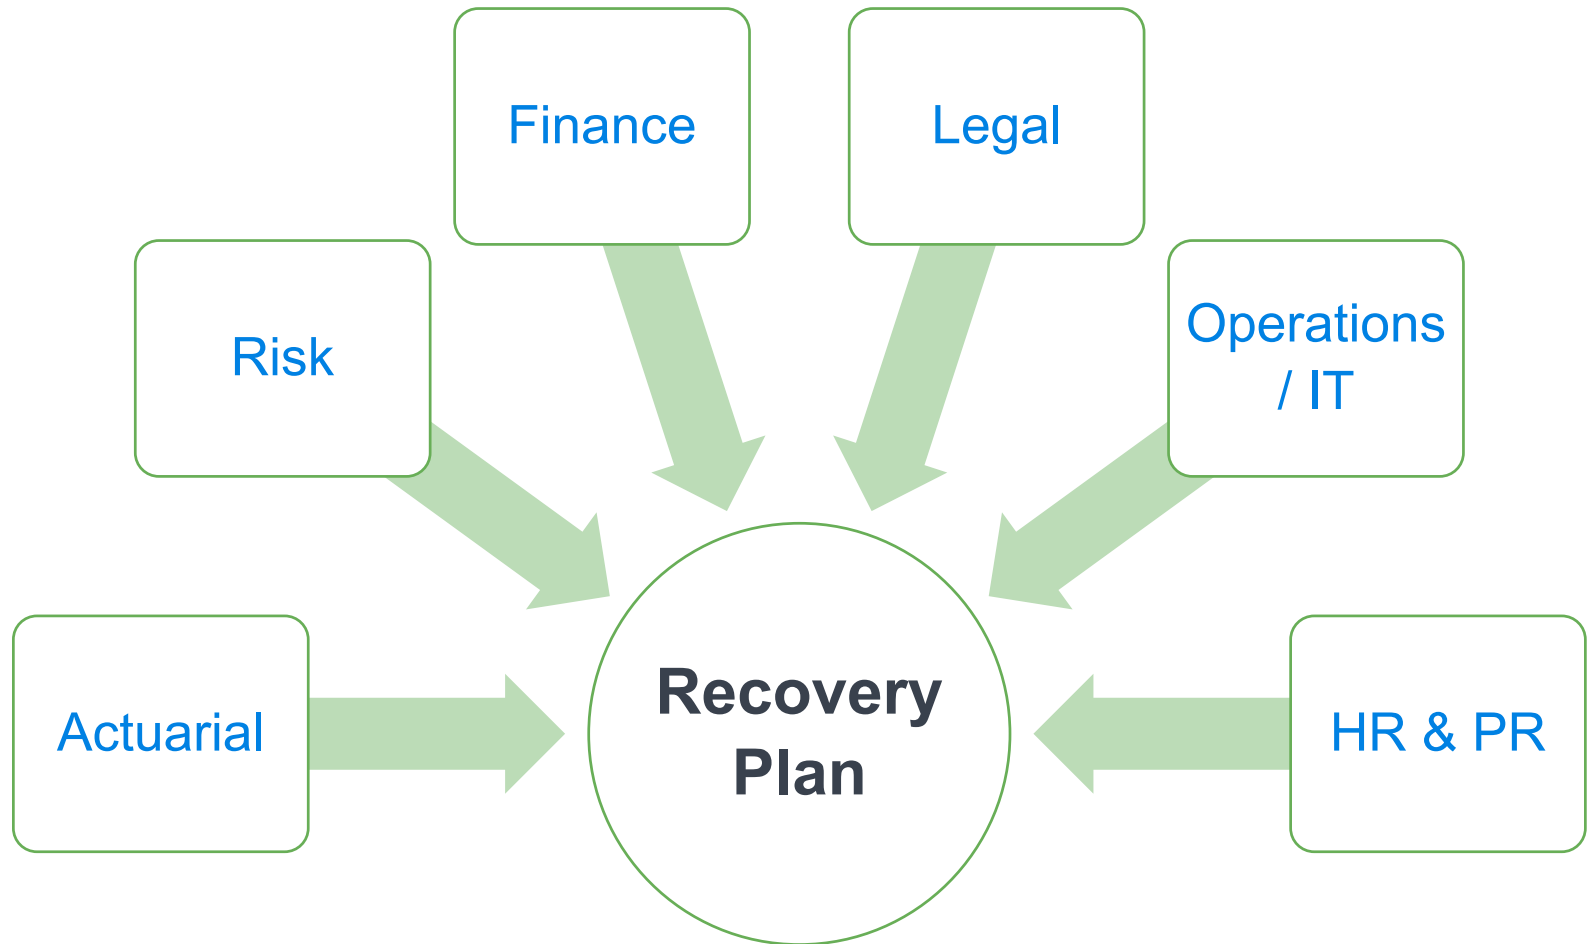 Finance
Legal
Risk
Operations
/ IT
Actuarial
Recovery
Plan
HR & PR